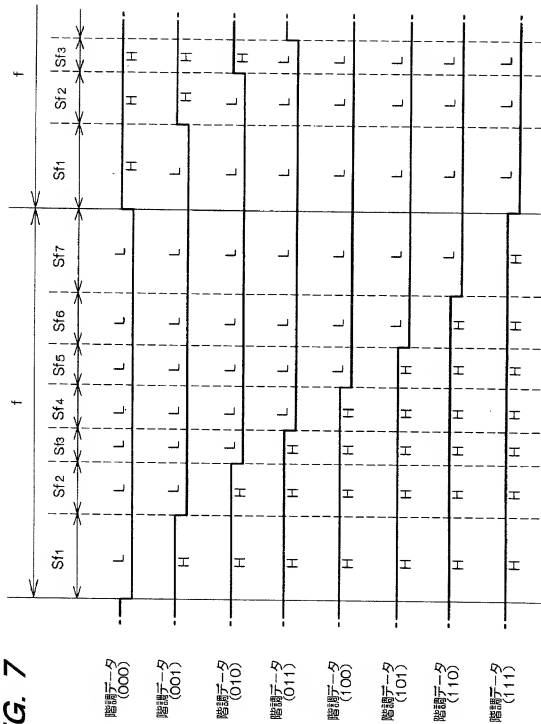 G. 7
f f
Sf1 Sf2 Sf3 Sf4 Sf5 Sf6 Sf7 Sf1 Sf2 Sf3
階調データ
(000)
L L L L L L L H H H
階調データ
(001)
H L L L L L L L H H
階調データ
(010)
H H L L L L L L L H
階調データ
(011)
H H H L L L L L L L
階調データ
(100)
H H H H L L L L L L
階調データ
(101)
H H H H H L L L L L
階調データ
(110)
H H H H H H L L L L
階調データ
(111)
H H H H H H H L L L